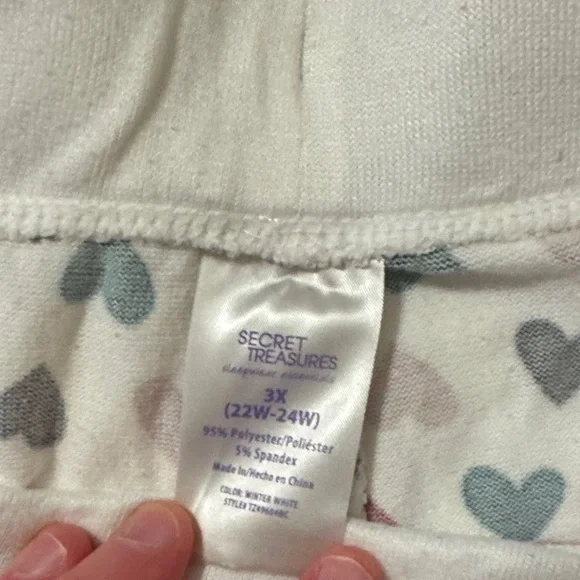 SECRET
TREASURES
sleepwear essentials
3X
(22W-24W)
95% Polyester/Poliéster
5% Spandex
Made in/Hecho en China
COLOR: WINTER WHITE
STYLE# TZ49604BC